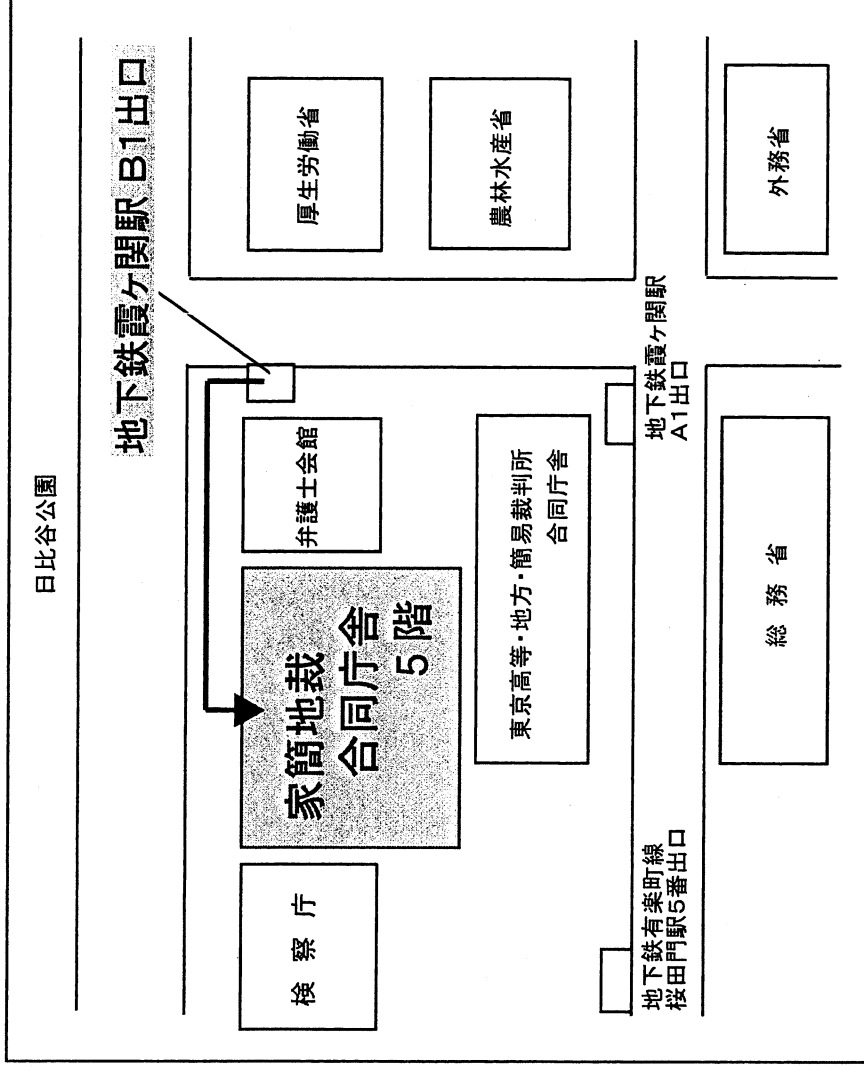 日比谷公園
地下鉄霞ヶ関駅 B1出口
検察庁
家簡地裁
合同庁舎
5階
弁護士会館
厚生労働省
東京高等・地方・簡易裁判所
合同庁舎
農林水産省
地下鉄有楽町線
桜田門駅5番出口
地下鉄霞ヶ関駅
A1出口
総務省
外務省